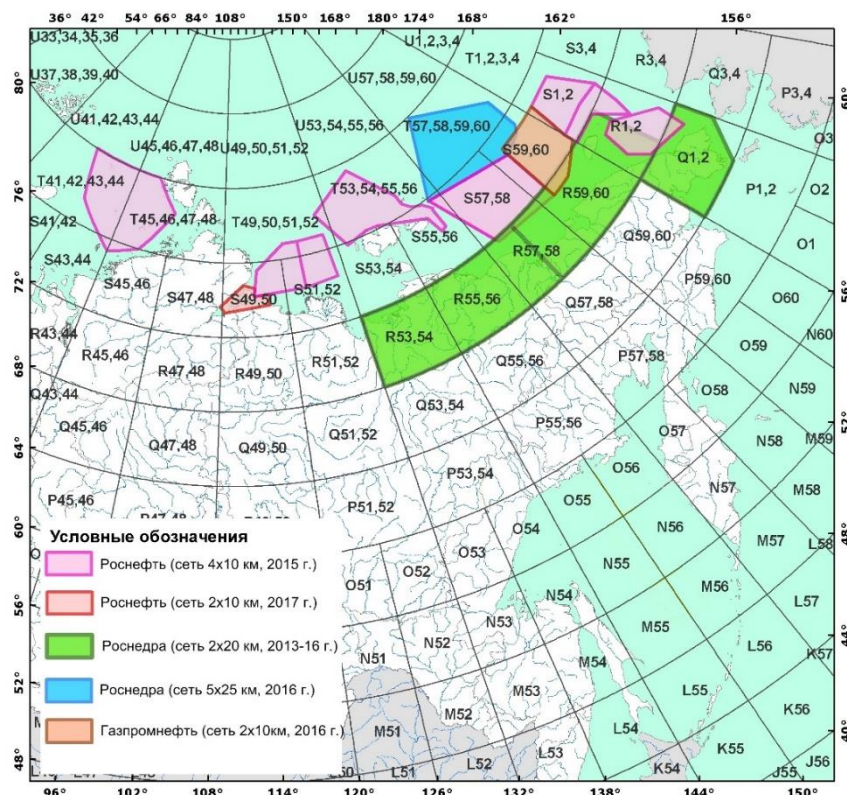 36° 42° 54° 66° 84° 108° 150° 168° 180° 174° 168° 162° 156°
U33,34,35,36
U1,2,3,4
T1,2,3,4
S3,4
R3,4
Q3,4
P3,4
U37,38,39,40
U57,58,59,60
80°
S1,2
U41,42,43,44
U53,54,55,56
T57,58,59,60
R1,2
O3
U45,46,47,48
U49,50,51,52
S59,60
Q1,2
76°
T41,42,43,44
T53,54,55,56
R59,60
P1,2
O2
S41,42
T45,46,47,48
T49,50,51,52
S57,58
S43,44
S55,56
Q59,60
O1
72°
S45,46
S53,54
R57,58
P59,60
56°
S47,48
S49,50
S51,52
R55,56
Q57,58
O60
R43,44
R53,54
N60
R45,46
R47,48
R49,50
R51,52
Q55,56
P57,58
O59
68°
Q43,44
O58
N59
Q45,46
Q53,54
P55,56
O57
52°
64°
Q47,48
Q49,50
Q51,52
N58
M59
P45,46
P53,54
O56
N57
M58
P51,52
O55
60°
O54
N56
M57
48°
L58
Условные обозначения
O53
N55
Роснефть (сеть 4х10 км, 2015 г.)
O51
O52
M56
L57
56°
N54
Роснефть (сеть 2х10 км, 2017 г.)
N53
M55
44°
N52
L56
K57
Роснедра (сеть 2х20 км, 2013-16 г.)
N51
M54
52°
M53
L55
Роснедра (сеть 5х25 км, 2016 г.)
K56
M52
M51
L54
40°
Газпромнефть (сеть 2х10км, 2016 г.)
K55
L53
48°
L52
K54
J56
L51
J55
96° 102° 108° 114° 120° 126° 132° 138° 144° 150°